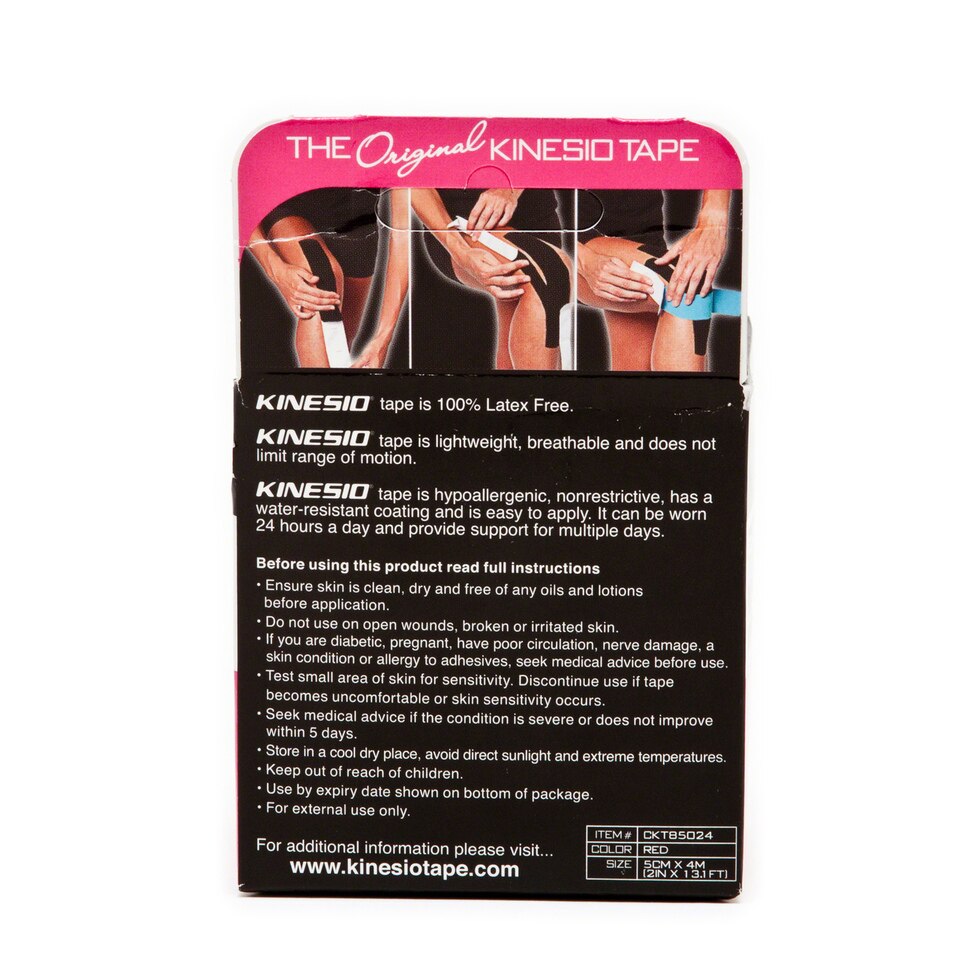 THE Original KINESIO TAPE
KINESIO® tape is 100% Latex Free.
KINESIO® tape is lightweight, breathable and does not
limit range of motion.
KINESIO® tape is hypoallergenic, nonrestrictive, has a
water-resistant coating and is easy to apply. It can be worn
24 hours a day and provide support for multiple days.
Before using this product read full instructions
• Ensure skin is clean, dry and free of any oils and lotions
before application.
• Do not use on open wounds, broken or irritated skin.
• If you are diabetic, pregnant, have poor circulation, nerve damage, a
skin condition or allergy to adhesives, seek medical advice before use.
• Test small area of skin for sensitivity. Discontinue use if tape
becomes uncomfortable or skin sensitivity occurs.
• Seek medical advice if the condition is severe or does not improve
within 5 days.
• Store in a cool dry place, avoid direct sunlight and extreme temperatures.
• Keep out of reach of children.
• Use by expiry date shown on bottom of package.
• For external use only.
For additional information please visit...
www.kinesiotape.com
ITEM # CKT85024
COLOR RED
SIZE 5CM X 4M
(2IN X 13.1 FT)